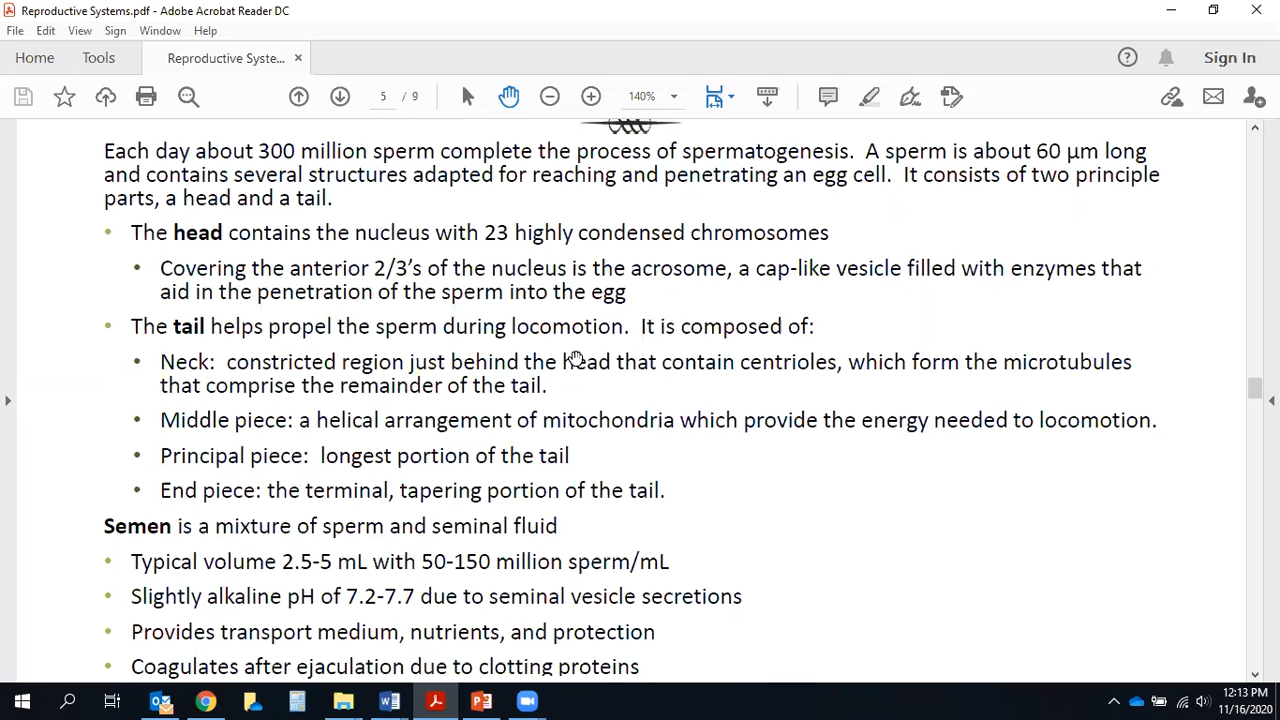 Reproductive Systems.pdf - Adobe Acrobat Reader DC
File Edit View Sign Window Help
Home Tools Reproductive Syste... × Sign In
5 / 9 140%
Each day about 300 million sperm complete the process of spermatogenesis. A sperm is about 60 µm long
and contains several structures adapted for reaching and penetrating an egg cell. It consists of two principle
parts, a head and a tail.
• The head contains the nucleus with 23 highly condensed chromosomes
• Covering the anterior 2/3's of the nucleus is the acrosome, a cap-like vesicle filled with enzymes that
aid in the penetration of the sperm into the egg
• The tail helps propel the sperm during locomotion. It is composed of:
• Neck: constricted region just behind the head that contain centrioles, which form the microtubules
that comprise the remainder of the tail.
• Middle piece: a helical arrangement of mitochondria which provide the energy needed to locomotion.
• Principal piece: longest portion of the tail
• End piece: the terminal, tapering portion of the tail.
Semen is a mixture of sperm and seminal fluid
• Typical volume 2.5-5 mL with 50-150 million sperm/mL
• Slightly alkaline pH of 7.2-7.7 due to seminal vesicle secretions
• Provides transport medium, nutrients, and protection
• Coagulates after ejaculation due to clotting proteins
12:13 PM
11/16/2020